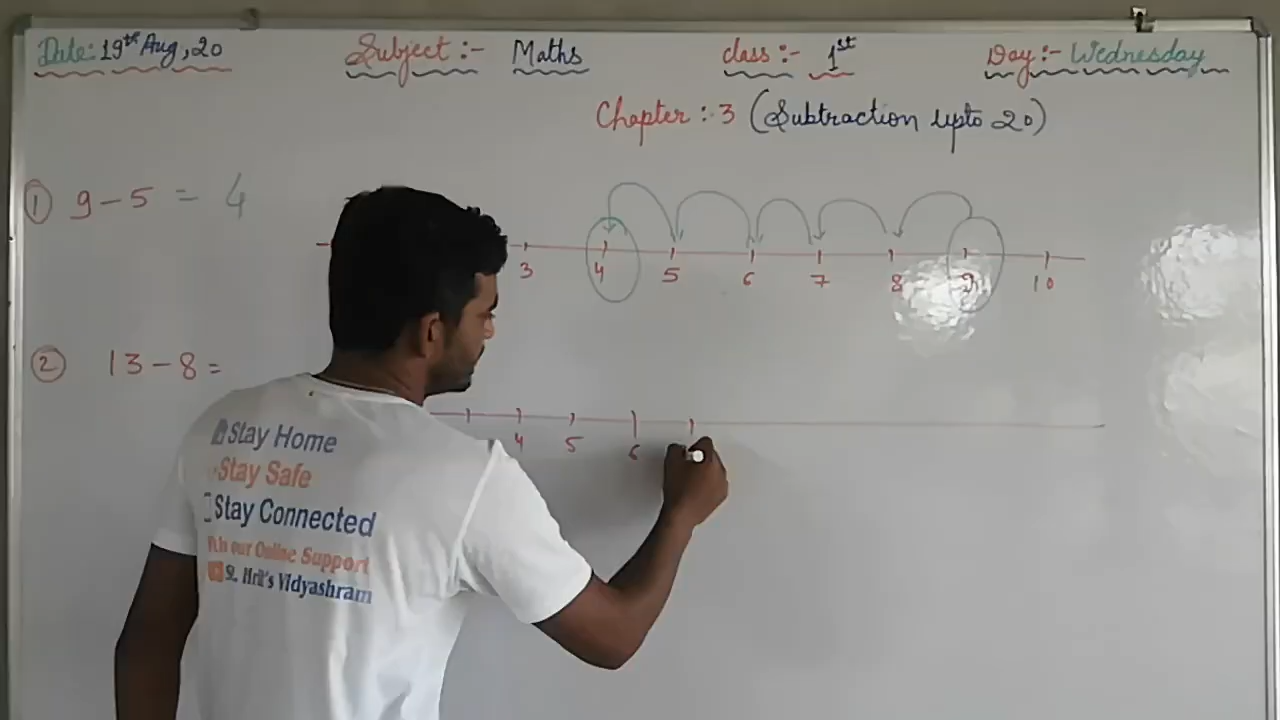 Date: 19th Aug, 20 Subject :- Maths class :- 1st Day :- Wednesday
Chapter : 3 (Subtraction upto 20)
① 9 - 5 = 4
3 4 5 6 7 8 9 10
② 13 - 8 =
4 5 6
Stay Home
Stay Safe
Stay Connected
our Online Support
St. Hrit's Vidyashram